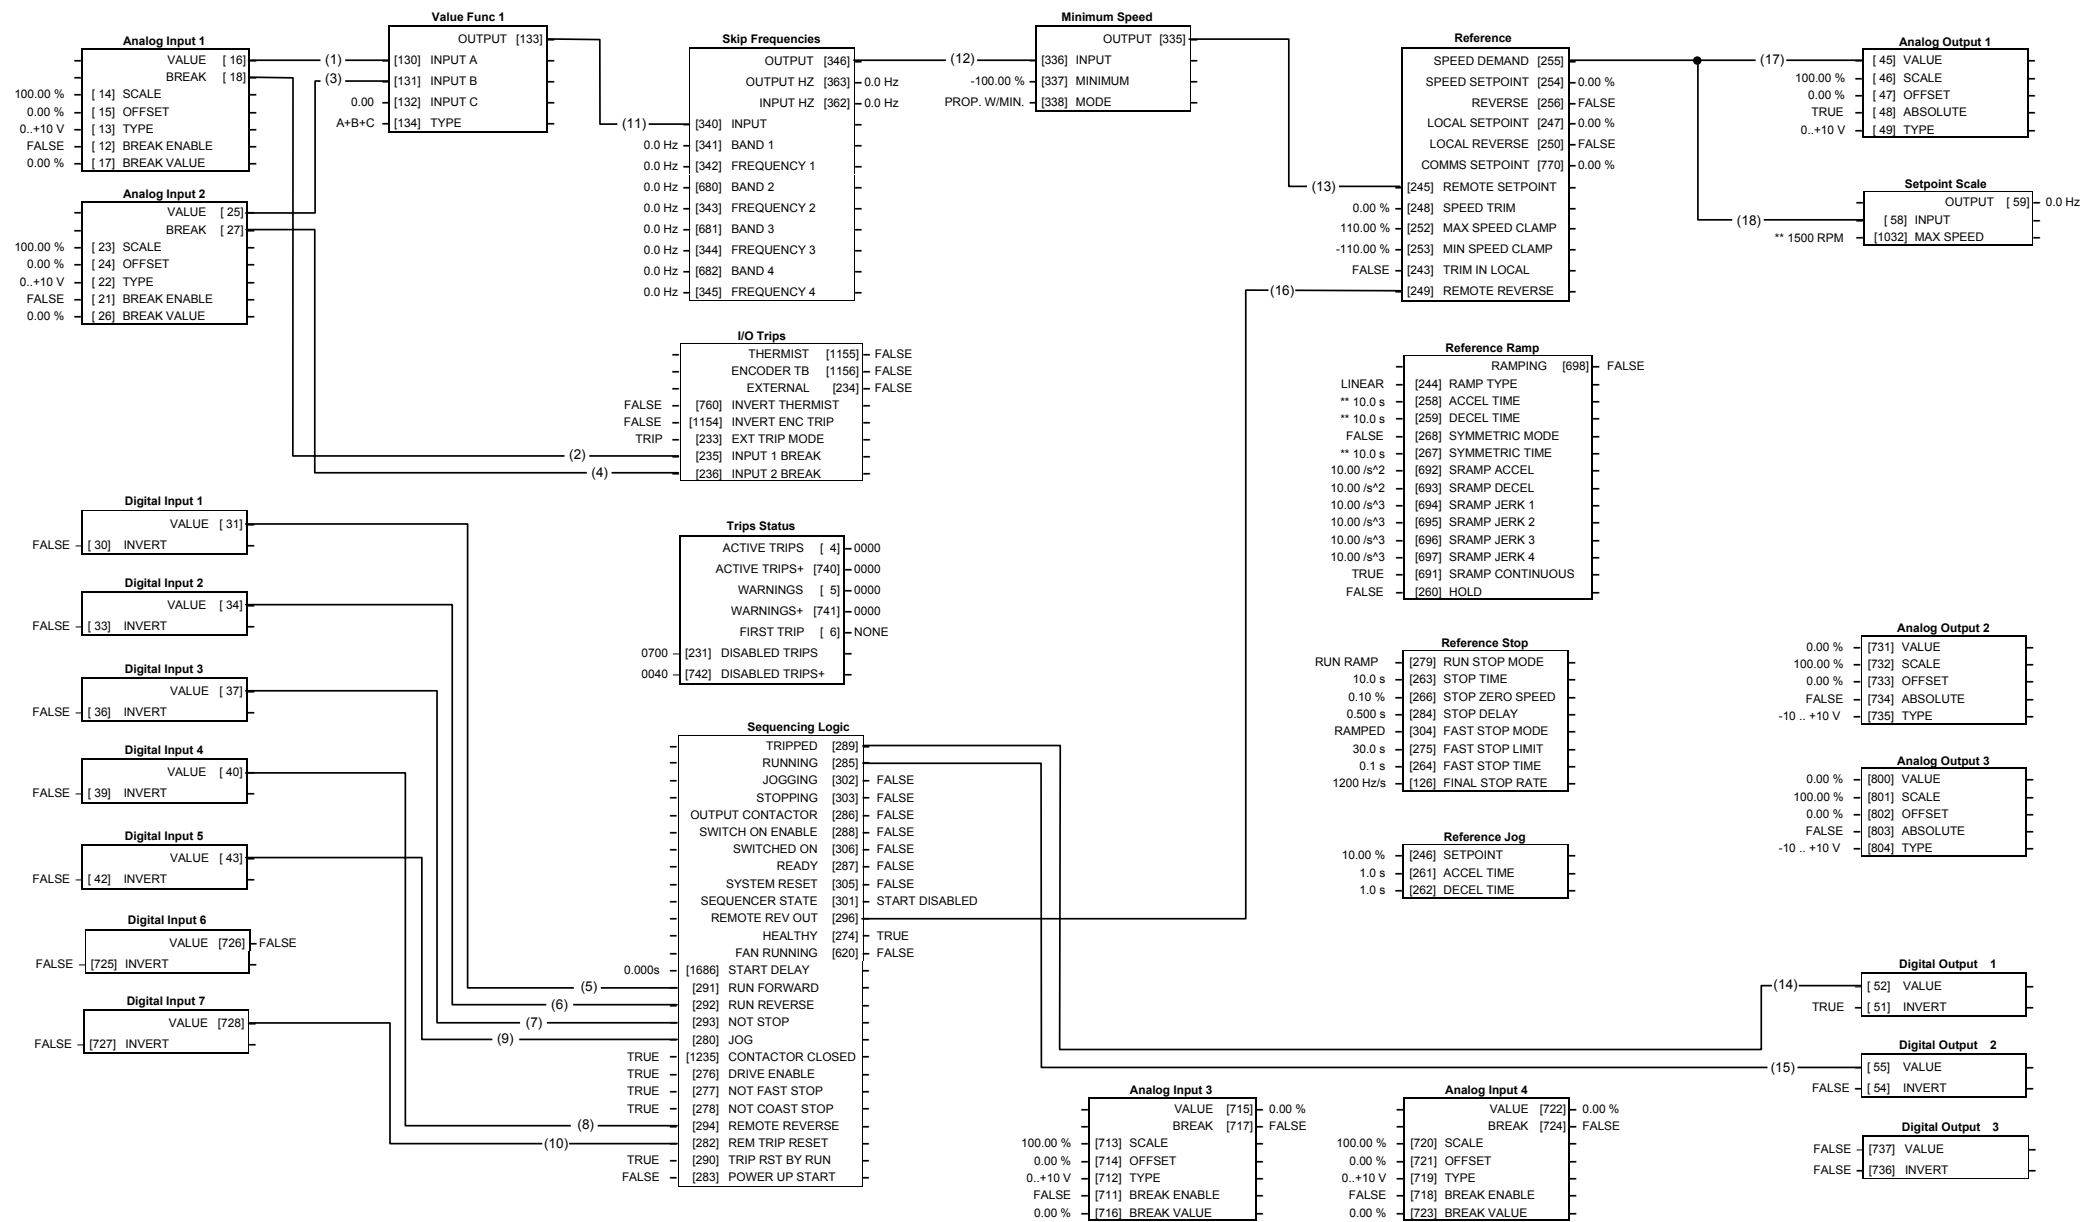 Analog Input 1
VALUE [ 16]
BREAK [ 18]
100.00 % [ 14] SCALE
0.00 % [ 15] OFFSET
0..+10 V [ 13] TYPE
FALSE [ 12] BREAK ENABLE
0.00 % [ 17] BREAK VALUE
Analog Input 2
VALUE [ 25]
BREAK [ 27]
100.00 % [ 23] SCALE
0.00 % [ 24] OFFSET
0..+10 V [ 22] TYPE
FALSE [ 21] BREAK ENABLE
0.00 % [ 26] BREAK VALUE
(1)
(3)
Value Func 1
OUTPUT [133]
[130] INPUT A
[131] INPUT B
0.00 [132] INPUT C
A+B+C [134] TYPE
(11)
Skip Frequencies
OUTPUT [346]
OUTPUT HZ [363] 0.0 Hz
INPUT HZ [362] 0.0 Hz
[340] INPUT
0.0 Hz [341] BAND 1
0.0 Hz [342] FREQUENCY 1
0.0 Hz [680] BAND 2
0.0 Hz [343] FREQUENCY 2
0.0 Hz [681] BAND 3
0.0 Hz [344] FREQUENCY 3
0.0 Hz [682] BAND 4
0.0 Hz [345] FREQUENCY 4
(12)
Minimum Speed
OUTPUT [335]
[336] INPUT
-100.00 % [337] MINIMUM
PROP. W/MIN. [338] MODE
(13)
(16)
Reference
SPEED DEMAND [255]
SPEED SETPOINT [254] 0.00 %
REVERSE [256] FALSE
LOCAL SETPOINT [247] 0.00 %
LOCAL REVERSE [250] FALSE
COMMS SETPOINT [770] 0.00 %
[245] REMOTE SETPOINT
0.00 % [248] SPEED TRIM
110.00 % [252] MAX SPEED CLAMP
-110.00 % [253] MIN SPEED CLAMP
FALSE [243] TRIM IN LOCAL
[249] REMOTE REVERSE
(17)
(18)
Analog Output 1
[ 45] VALUE
100.00 % [ 46] SCALE
0.00 % [ 47] OFFSET
TRUE [ 48] ABSOLUTE
0..+10 V [ 49] TYPE
Setpoint Scale
OUTPUT [ 59] 0.0 Hz
[ 58] INPUT
** 1500 RPM [1032] MAX SPEED
I/O Trips
THERMIST [1155] FALSE
ENCODER TB [1156] FALSE
EXTERNAL [234] FALSE
FALSE [760] INVERT THERMIST
FALSE [1154] INVERT ENC TRIP
TRIP [233] EXT TRIP MODE
(2) [235] INPUT 1 BREAK
(4) [236] INPUT 2 BREAK
Reference Ramp
RAMPING [698] FALSE
LINEAR [244] RAMP TYPE
** 10.0 s [258] ACCEL TIME
** 10.0 s [259] DECEL TIME
FALSE [268] SYMMETRIC MODE
** 10.0 s [267] SYMMETRIC TIME
10.00 /s^2 [692] SRAMP ACCEL
10.00 /s^2 [693] SRAMP DECEL
10.00 /s^3 [694] SRAMP JERK 1
10.00 /s^3 [695] SRAMP JERK 2
10.00 /s^3 [696] SRAMP JERK 3
10.00 /s^3 [697] SRAMP JERK 4
TRUE [691] SRAMP CONTINUOUS
FALSE [260] HOLD
Digital Input 1
VALUE [ 31]
FALSE [ 30] INVERT
Digital Input 2
VALUE [ 34]
FALSE [ 33] INVERT
Digital Input 3
VALUE [ 37]
FALSE [ 36] INVERT
Digital Input 4
VALUE [ 40]
FALSE [ 39] INVERT
Digital Input 5
VALUE [ 43]
FALSE [ 42] INVERT
Digital Input 6
VALUE [726] FALSE
FALSE [725] INVERT
Digital Input 7
VALUE [728]
FALSE [727] INVERT
Trips Status
ACTIVE TRIPS [ 4] 0000
ACTIVE TRIPS+ [740] 0000
WARNINGS [ 5] 0000
WARNINGS+ [741] 0000
FIRST TRIP [ 6] NONE
0700 [231] DISABLED TRIPS
0040 [742] DISABLED TRIPS+
Sequencing Logic
TRIPPED [289]
RUNNING [285]
JOGGING [302] FALSE
STOPPING [303] FALSE
OUTPUT CONTACTOR [286] FALSE
SWITCH ON ENABLE [288] FALSE
SWITCHED ON [306] FALSE
READY [287] FALSE
SYSTEM RESET [305] FALSE
SEQUENCER STATE [301] START DISABLED
REMOTE REV OUT [296]
HEALTHY [274] TRUE
FAN RUNNING [620] FALSE
0.000s [1686] START DELAY
(5) [291] RUN FORWARD
(6) [292] RUN REVERSE
(7) [293] NOT STOP
(9) [280] JOG
TRUE [1235] CONTACTOR CLOSED
TRUE [276] DRIVE ENABLE
TRUE [277] NOT FAST STOP
TRUE [278] NOT COAST STOP
(8) [294] REMOTE REVERSE
(10) [282] REM TRIP RESET
TRUE [290] TRIP RST BY RUN
FALSE [283] POWER UP START
Reference Stop
RUN RAMP [279] RUN STOP MODE
10.0 s [263] STOP TIME
0.10 % [266] STOP ZERO SPEED
0.500 s [284] STOP DELAY
RAMPED [304] FAST STOP MODE
30.0 s [275] FAST STOP LIMIT
0.1 s [264] FAST STOP TIME
1200 Hz/s [126] FINAL STOP RATE
Reference Jog
10.00 % [246] SETPOINT
1.0 s [261] ACCEL TIME
1.0 s [262] DECEL TIME
Analog Output 2
0.00 % [731] VALUE
100.00 % [732] SCALE
0.00 % [733] OFFSET
FALSE [734] ABSOLUTE
-10 .. +10 V [735] TYPE
Analog Output 3
0.00 % [800] VALUE
100.00 % [801] SCALE
0.00 % [802] OFFSET
FALSE [803] ABSOLUTE
-10 .. +10 V [804] TYPE
Digital Output 1
(14) [ 52] VALUE
TRUE [ 51] INVERT
Digital Output 2
(15) [ 55] VALUE
FALSE [ 54] INVERT
Digital Output 3
FALSE [737] VALUE
FALSE [736] INVERT
Analog Input 3
VALUE [715] 0.00 %
BREAK [717] FALSE
100.00 % [713] SCALE
0.00 % [714] OFFSET
0..+10 V [712] TYPE
FALSE [711] BREAK ENABLE
0.00 % [716] BREAK VALUE
Analog Input 4
VALUE [722] 0.00 %
BREAK [724] FALSE
100.00 % [720] SCALE
0.00 % [721] OFFSET
0..+10 V [719] TYPE
FALSE [718] BREAK ENABLE
0.00 % [723] BREAK VALUE